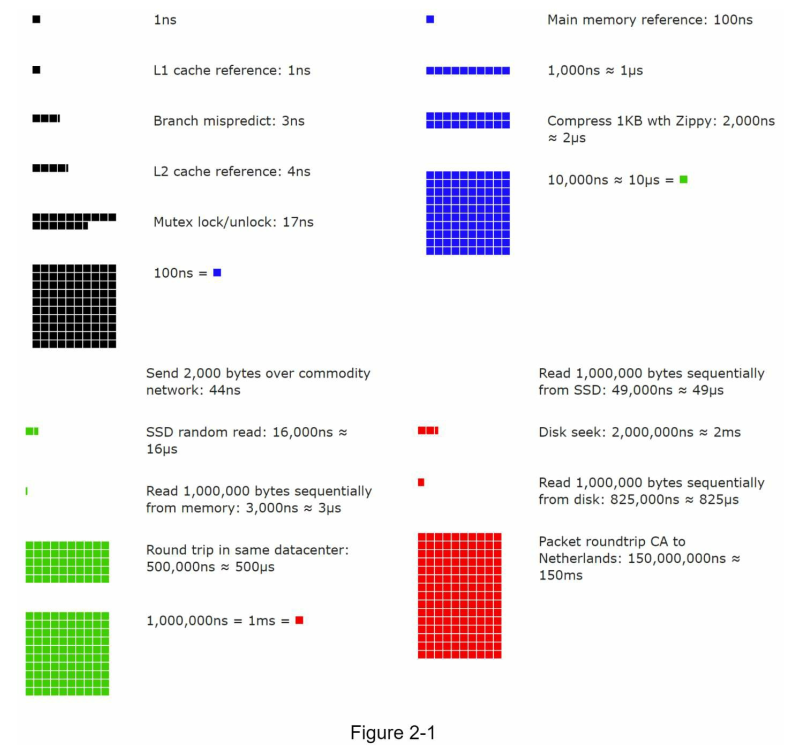 1ns
L1 cache reference: 1ns
Branch mispredict: 3ns
L2 cache reference: 4ns
Mutex lock/unlock: 17ns
100ns =
Main memory reference: 100ns
1,000ns ≈ 1µs
Compress 1KB wth Zippy: 2,000ns
≈ 2µs
10,000ns ≈ 10µs =
Send 2,000 bytes over commodity
network: 44ns
SSD random read: 16,000ns ≈
16µs
Read 1,000,000 bytes sequentially
from memory: 3,000ns ≈ 3µs
Round trip in same datacenter:
500,000ns ≈ 500µs
1,000,000ns = 1ms =
Read 1,000,000 bytes sequentially
from SSD: 49,000ns ≈ 49µs
Disk seek: 2,000,000ns ≈ 2ms
Read 1,000,000 bytes sequentially
from disk: 825,000ns ≈ 825µs
Packet roundtrip CA to
Netherlands: 150,000,000ns ≈
150ms
Figure 2-1